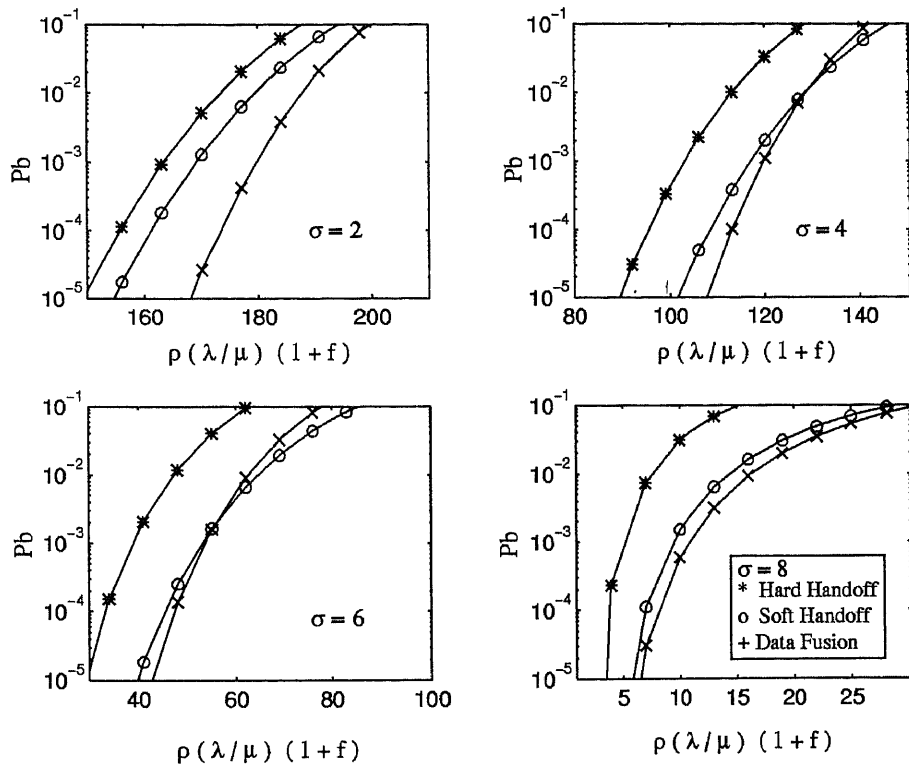 10⁻¹
10⁻²
10⁻³
10⁻⁴
10⁻⁵
Pb
σ = 2
160 180 200
ρ (λ/μ) (1 + f)
10⁻¹
10⁻²
10⁻³
10⁻⁴
10⁻⁵
Pb
σ = 4
80 100 120 140
ρ (λ/μ) (1 + f)
10⁻¹
10⁻²
10⁻³
10⁻⁴
10⁻⁵
Pb
σ = 6
40 60 80 100
ρ (λ/μ) (1 + f)
10⁻¹
10⁻²
10⁻³
10⁻⁴
10⁻⁵
Pb
σ = 8
* Hard Handoff
o Soft Handoff
+ Data Fusion
5 10 15 20 25
ρ (λ/μ) (1 + f)